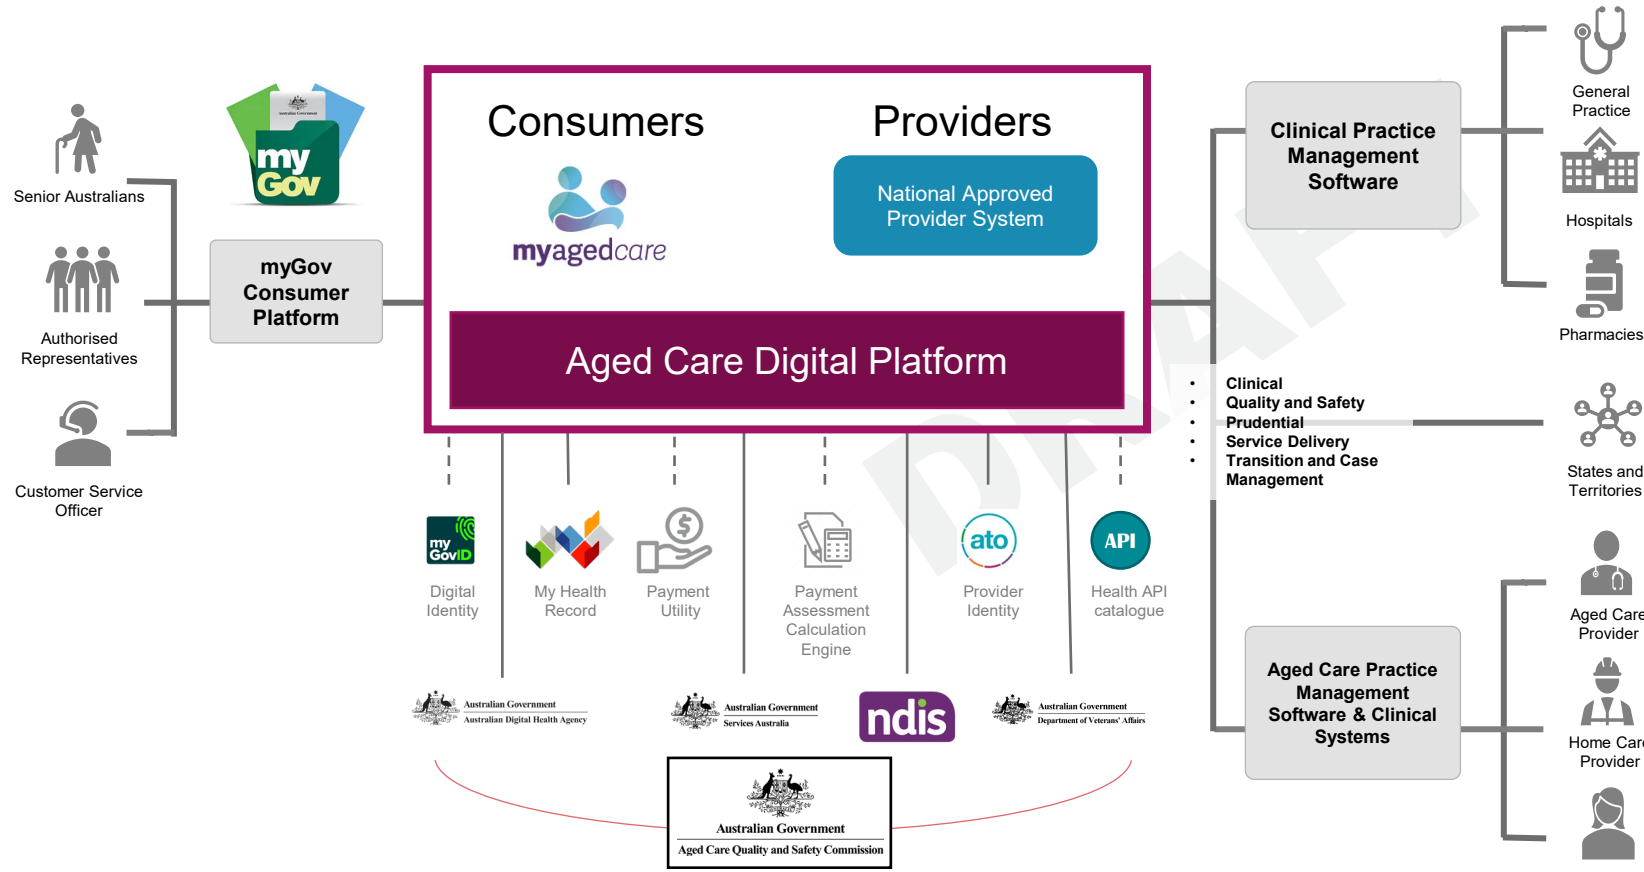 Senior Australians
Authorised
Representatives
Customer Service
Officer
Australian Government
my
Gov
myGov
Consumer
Platform
Consumers
Providers
myagedcare
National Approved
Provider System
Aged Care Digital Platform
my
GovID
Digital
Identity
My Health
Record
$
Payment
Utility
Payment
Assessment
Calculation
Engine
ato
Provider
Identity
API
Health API
catalogue
Australian Government
Australian Digital Health Agency
Australian Government
Services Australia
ndis
Australian Government
Department of Veterans' Affairs
Australian Government
Aged Care Quality and Safety Commission
DRAFT
Clinical Practice
Management
Software
• Clinical
• Quality and Safety
• Prudential
• Service Delivery
• Transition and Case
Management
Aged Care Practice
Management
Software & Clinical
Systems
General
Practice
Hospitals
Pharmacies
States and
Territories
Aged Care
Provider
Home Care
Provider